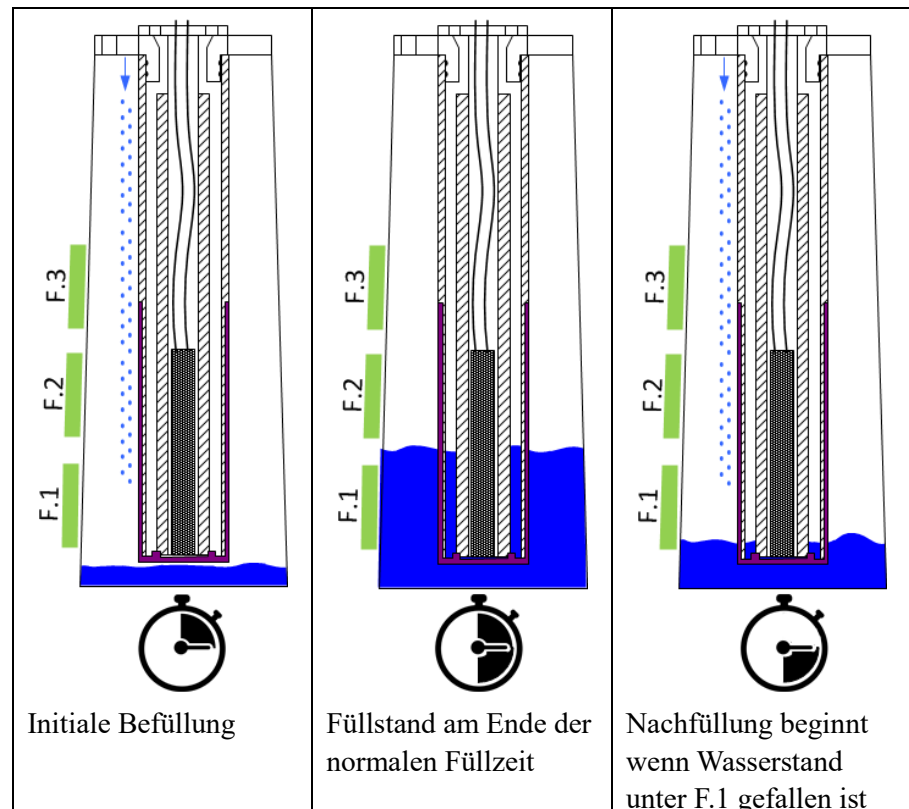 F.3
F.2
F.1
F.3
F.2
F.1
F.3
F.2
F.1
Initiale Befüllung
Füllstand am Ende der
normalen Füllzeit
Nachfüllung beginnt
wenn Wasserstand
unter F.1 gefallen ist